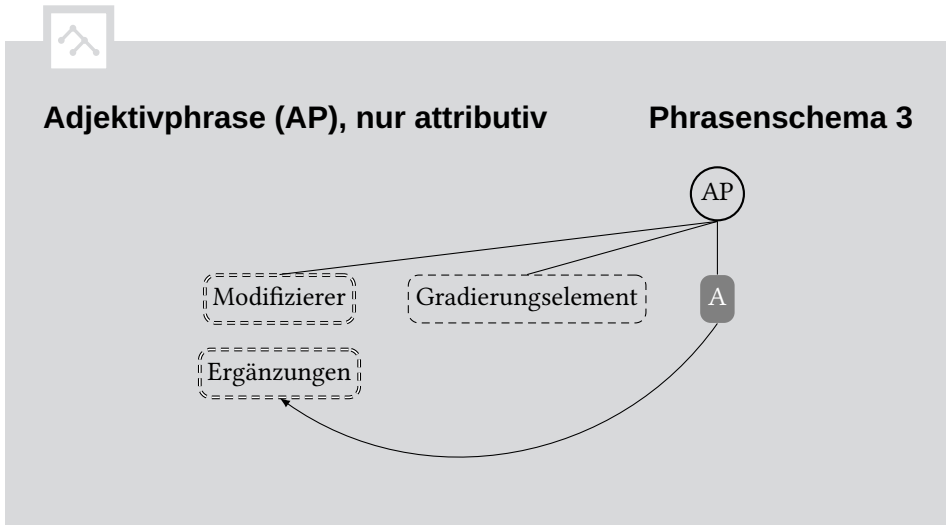 Adjektivphrase (AP), nur attributiv Phrasenschema 3
AP
Modifizierer Gradierungselement A
Ergänzungen